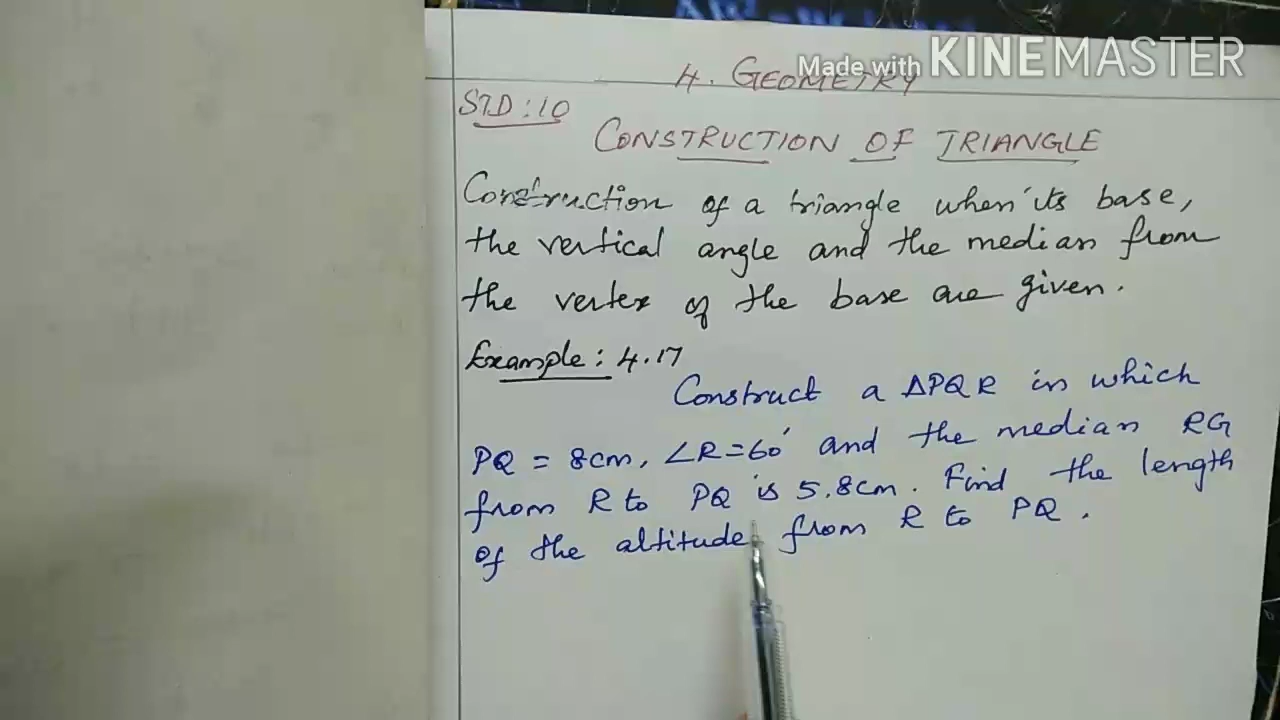 Made with KINEMASTER
4. GEOMETRY
STD: 10
CONSTRUCTION OF TRIANGLE
Construction of a triangle when its base,
the vertical angle and the median from
the vertex of the base are given.
Example: 4.17
Construct a ΔPQR in which
PQ = 8cm, ∠R = 60° and the median RG
from R to PQ is 5.8cm. Find the length
of the altitude from R to PQ.